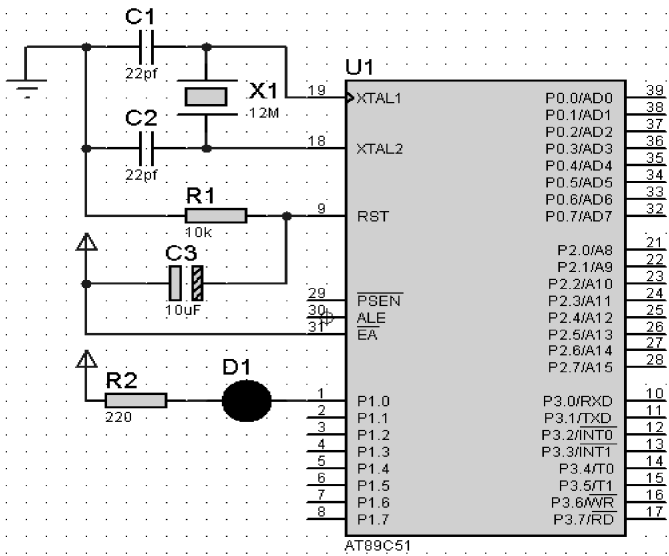 C1
22pf
X1
12M
C2
22pf
R1
10k
C3
10uF
R2
220
D1
U1
19 XTAL1
18 XTAL2
9 RST
29 PSEN
30 ALE
31 EA
1 P1.0
2 P1.1
3 P1.2
4 P1.3
5 P1.4
6 P1.5
7 P1.6
8 P1.7
P0.0/AD0 39
P0.1/AD1 38
P0.2/AD2 37
P0.3/AD3 36
P0.4/AD4 35
P0.5/AD5 34
P0.6/AD6 33
P0.7/AD7 32
P2.0/A8 21
P2.1/A9 22
P2.2/A10 23
P2.3/A11 24
P2.4/A12 25
P2.5/A13 26
P2.6/A14 27
P2.7/A15 28
P3.0/RXD 10
P3.1/TXD 11
P3.2/INT0 12
P3.3/INT1 13
P3.4/T0 14
P3.5/T1 15
P3.6/WR 16
P3.7/RD 17
AT89C51